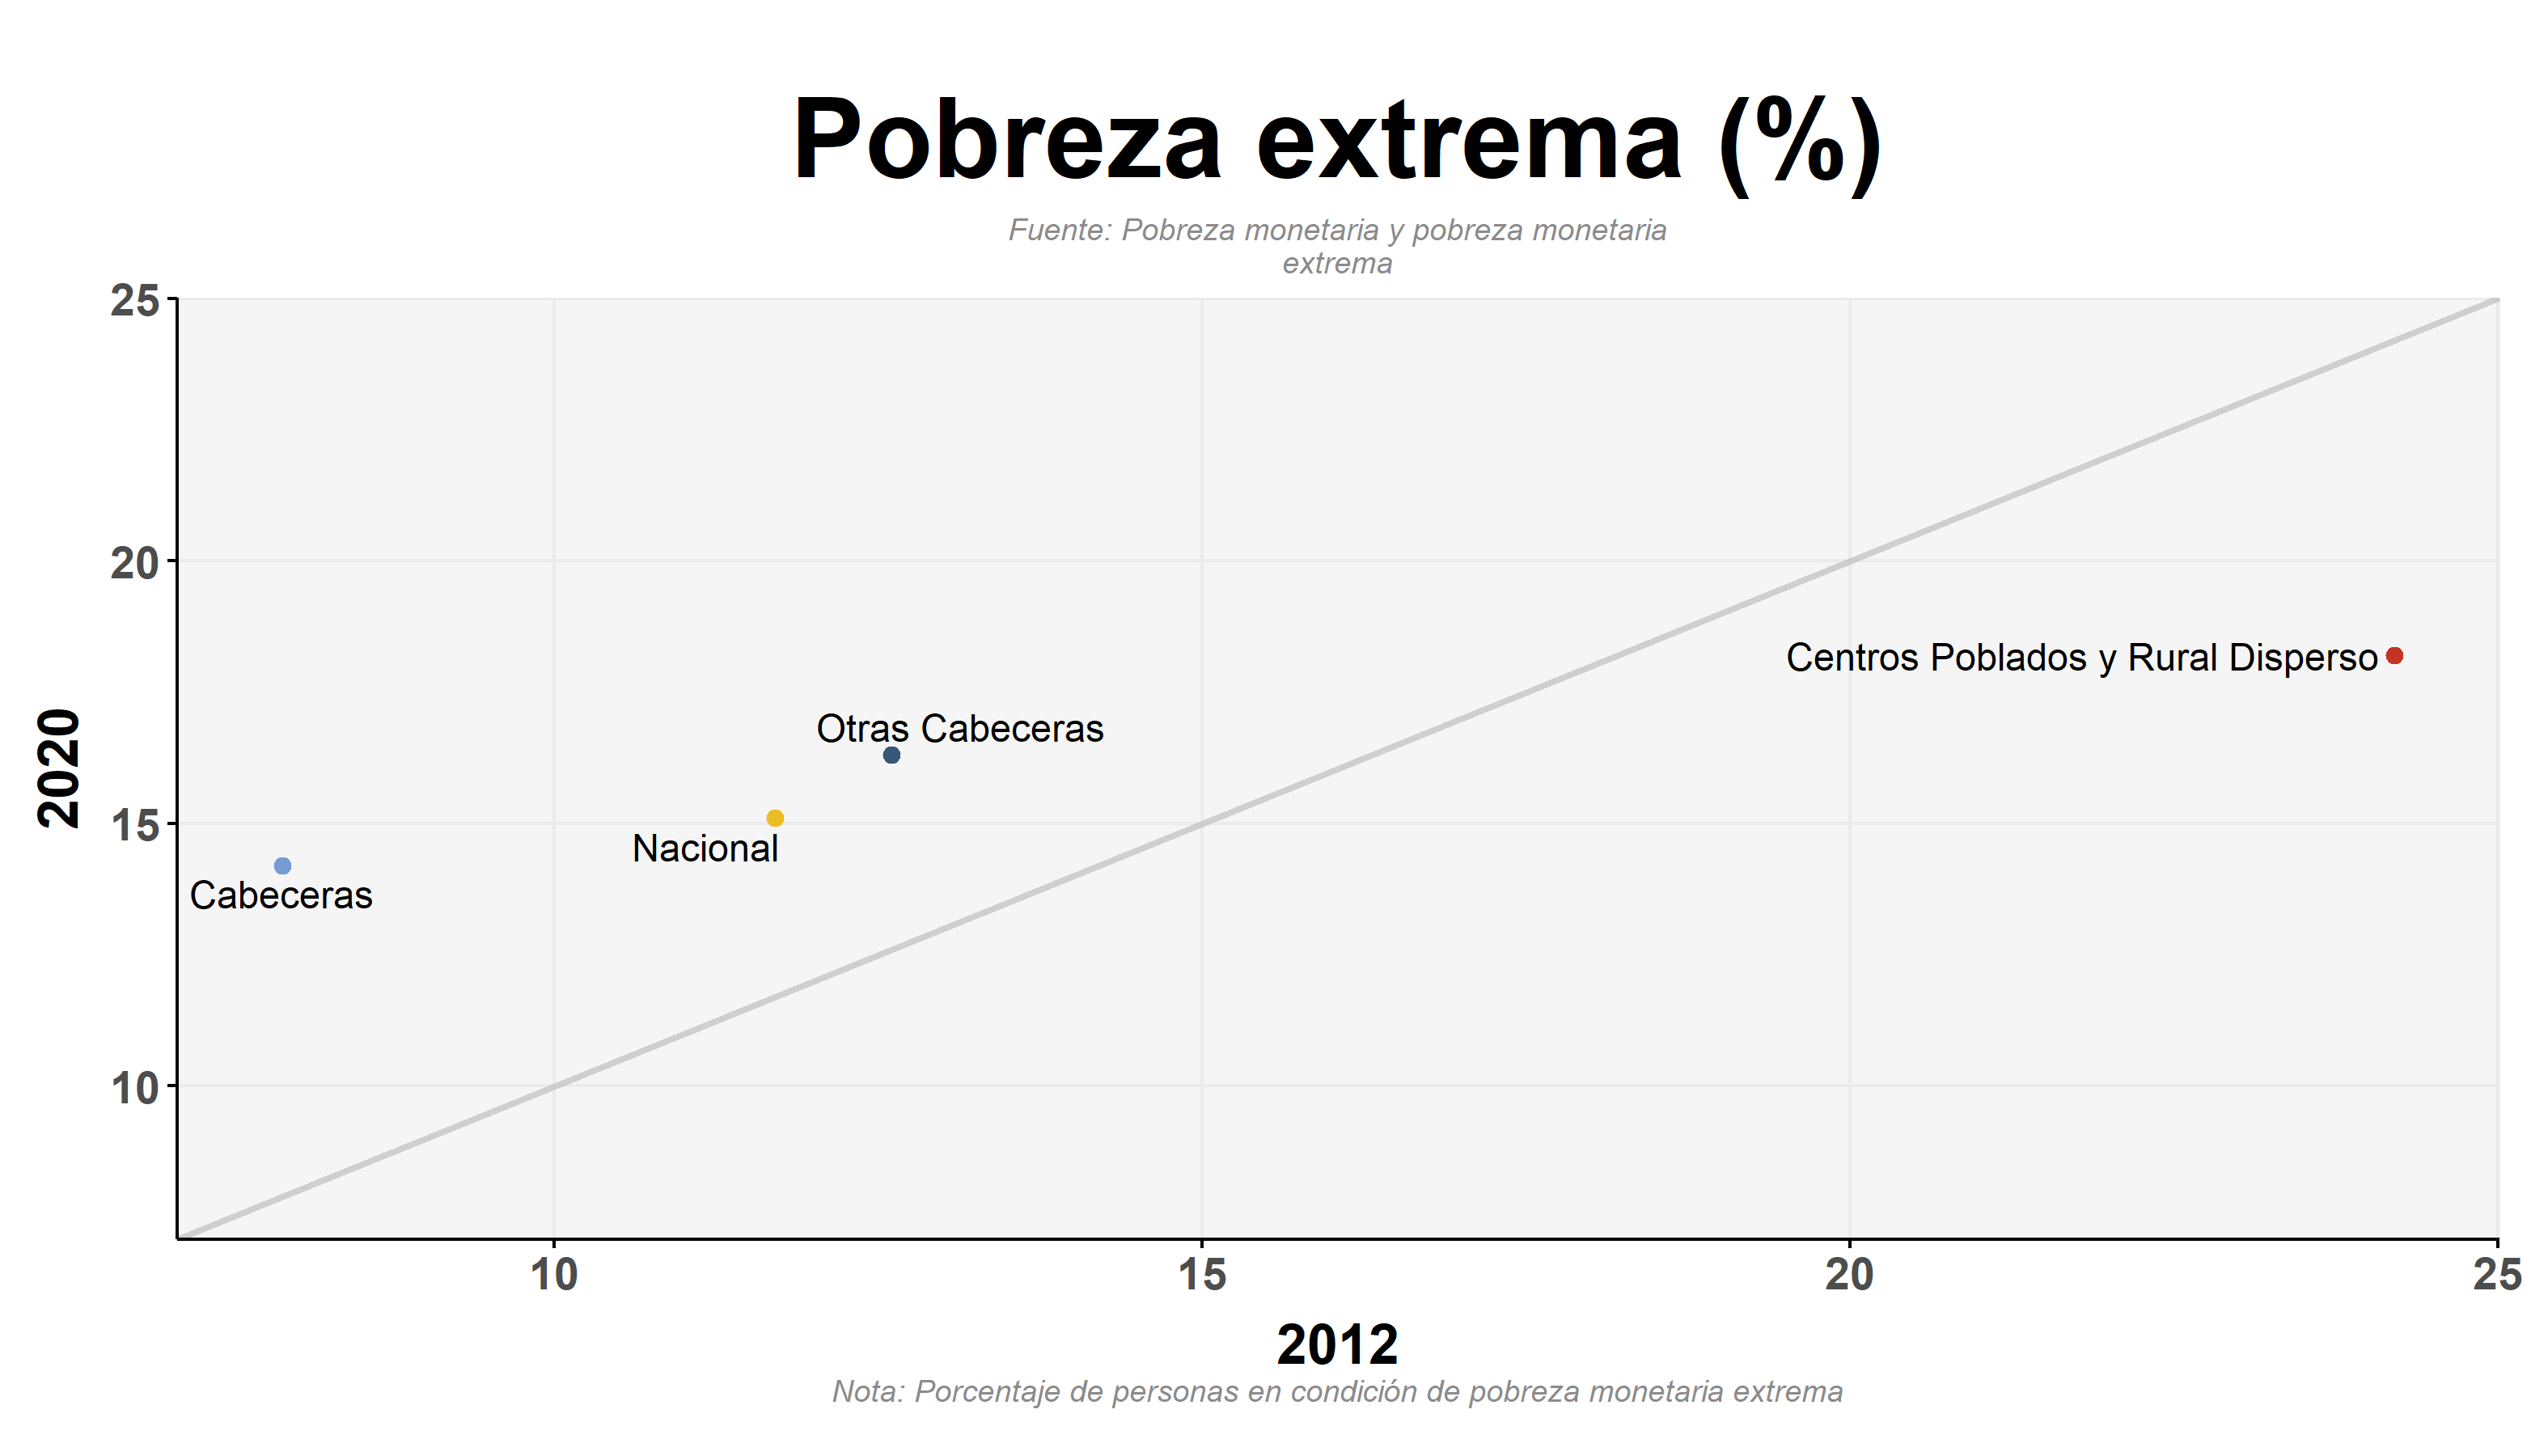 Pobreza extrema (%)
Fuente: Pobreza monetaria y pobreza monetaria
extrema
25
20
15
10
2020
Centros Poblados y Rural Disperso
Otras Cabeceras
Nacional
Cabeceras
10
15
20
25
2012
Nota: Porcentaje de personas en condición de pobreza monetaria extrema